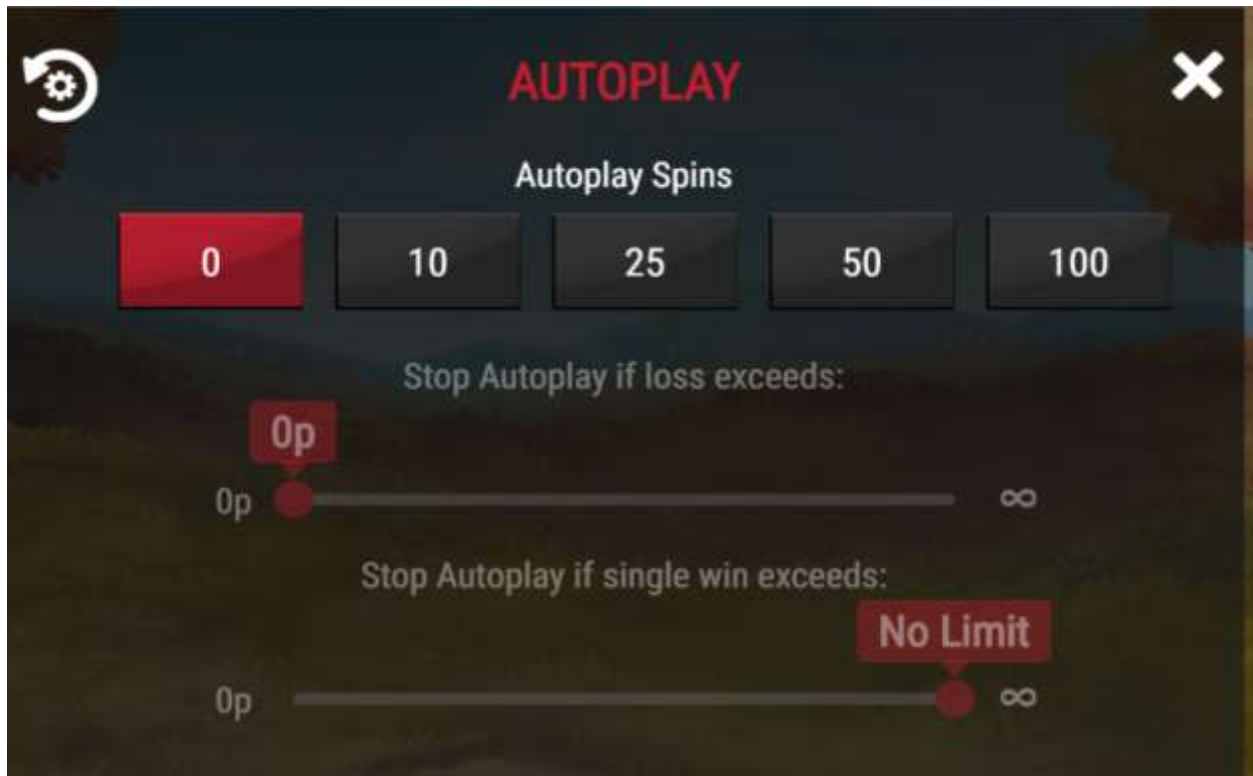 AUTOPLAY
Autoplay Spins
0 10 25 50 100
Stop Autoplay if loss exceeds:
0p
0p ∞
Stop Autoplay if single win exceeds:
No Limit
0p ∞